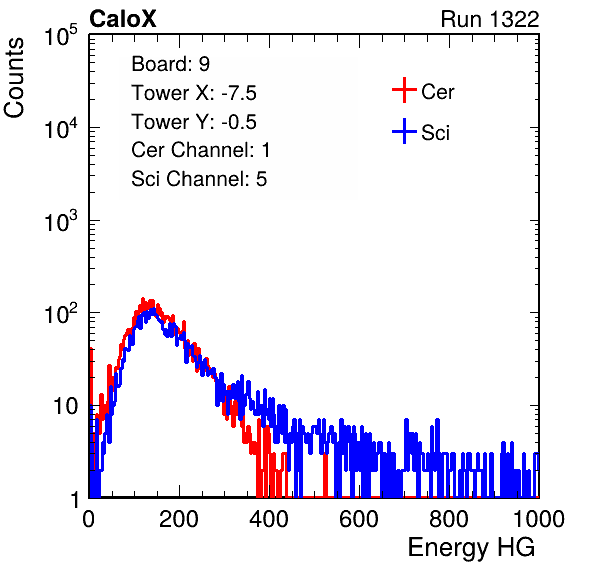 CaloX Run 1322
Counts
10^5
10^4
10^3
10^2
10
1
Board: 9
Tower X: -7.5
Tower Y: -0.5
Cer Channel: 1
Sci Channel: 5
Cer
Sci
0 200 400 600 800 1000
Energy HG